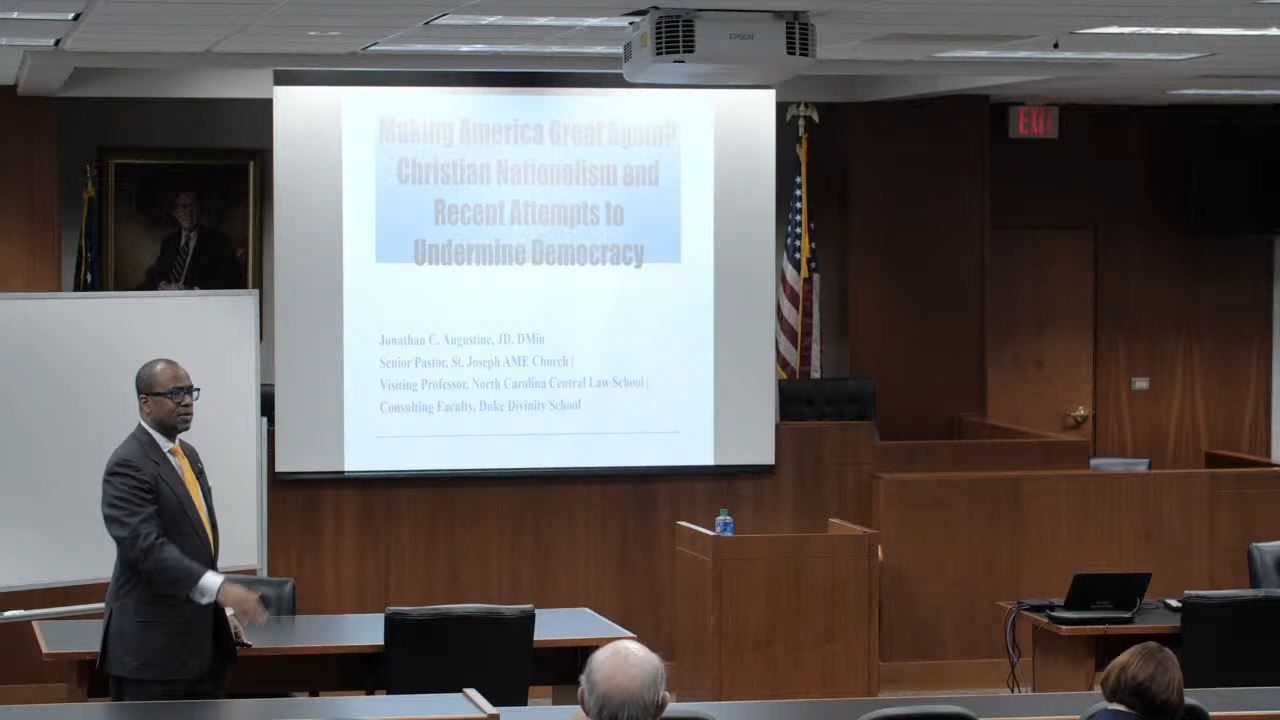 EPSON
EXIT
Making America Great Again?
Christian Nationalism and
Recent Attempts to
Undermine Democracy
Jonathan C. Augustine, JD, DMin
Senior Pastor, St. Joseph AME Church |
Visiting Professor, North Carolina Central Law School |
Consulting Faculty, Duke Divinity School